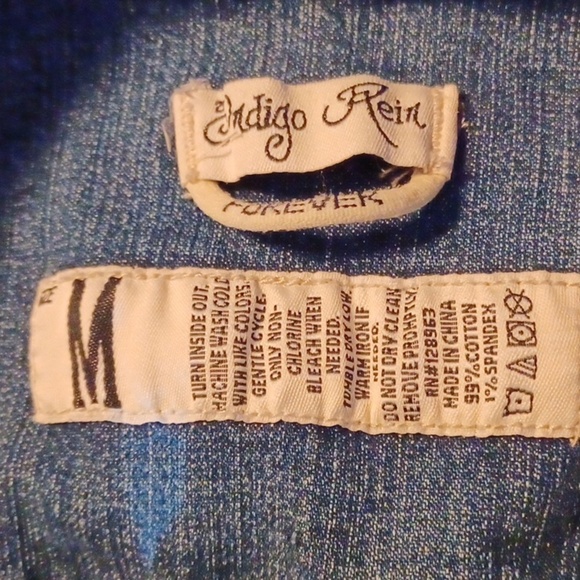 Indigo Rein
FOREVER
M
TURN INSIDE OUT.
MACHINE WASH COLD
WITH LIKE COLORS.
GENTLE CYCLE.
ONLY NON-
CHLORINE
BLEACH WHEN
NEEDED.
TUMBLE DRY LOW.
WARM IRON IF
NEEDED.
DO NOT DRY CLEAN
REMOVE PROMPTLY
RN#128963
MADE IN CHINA
99% COTTON
1% SPANDEX